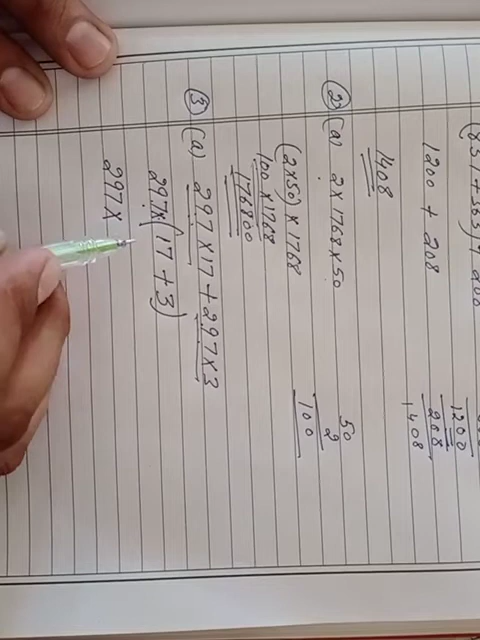 1200 + 208
1200
208
1408
1408
② (a) 2 × 1768 × 50
50
2
100
(2×50) × 1768
100 × 1768
176800
③ (a) 297 × 17 + 297 × 3
297 × (17 + 3)
297 ×